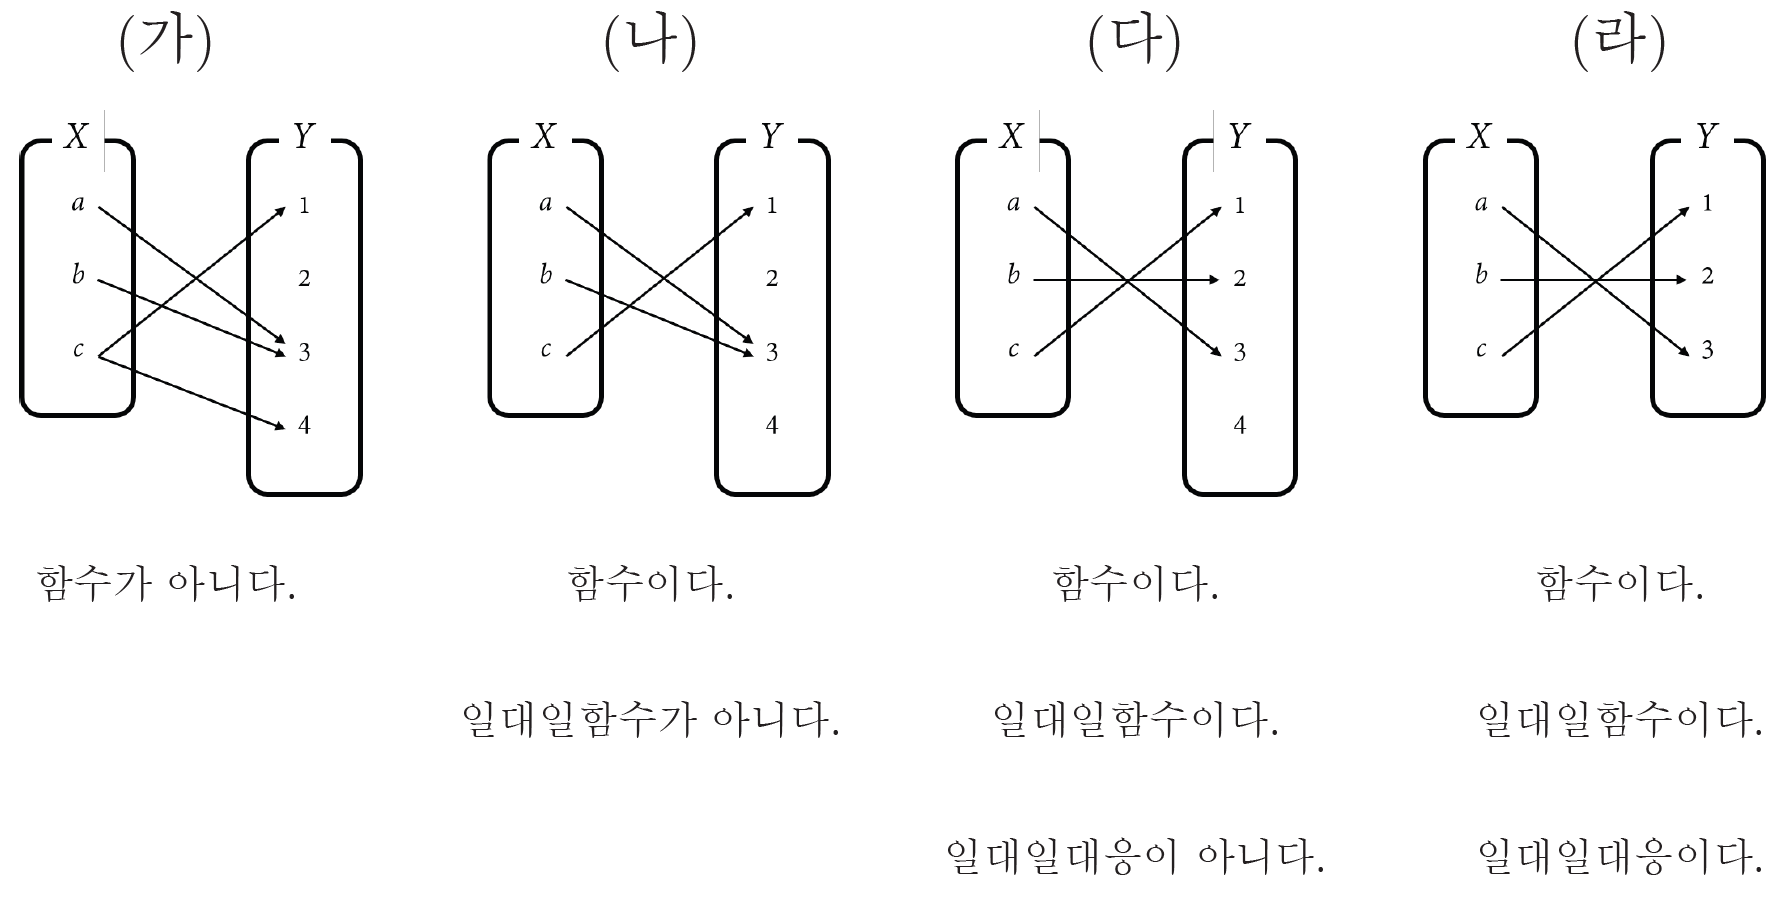 (가) (나) (다) (라)
X Y X Y X Y X Y
a 1 a 1 a 1 a 1
b 2 b 2 b 2 b 2
c 3 c 3 c 3 c 3
4 4 4
함수가 아니다. 함수이다. 함수이다. 함수이다.
일대일함수가 아니다. 일대일함수이다. 일대일함수이다.
일대일대응이 아니다. 일대일대응이다.